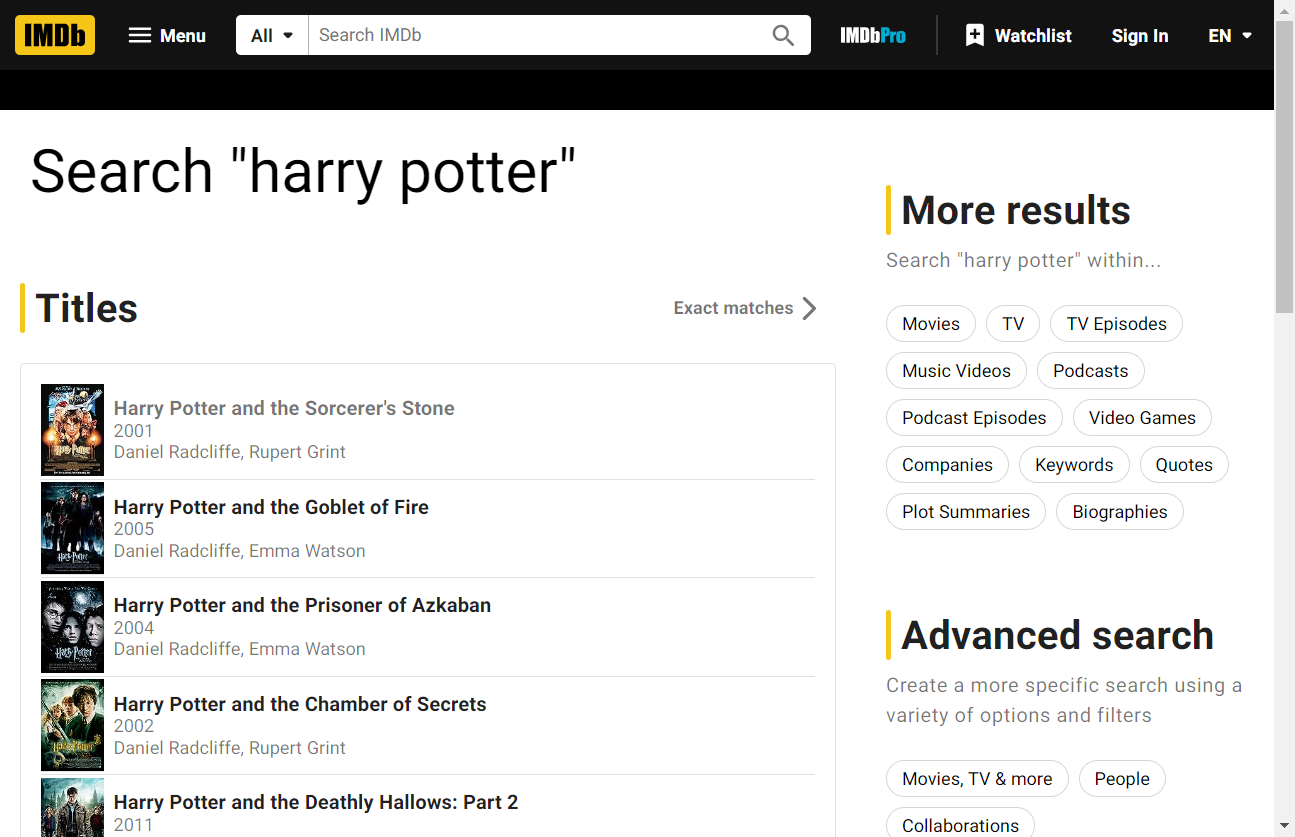 IMDb
Menu
All
Search IMDb
IMDbPro
Watchlist
Sign In
EN
Search "harry potter"
Titles
Exact matches
Harry Potter and the Sorcerer's Stone
2001
Daniel Radcliffe, Rupert Grint
Harry Potter and the Goblet of Fire
2005
Daniel Radcliffe, Emma Watson
Harry Potter and the Prisoner of Azkaban
2004
Daniel Radcliffe, Emma Watson
Harry Potter and the Chamber of Secrets
2002
Daniel Radcliffe, Rupert Grint
Harry Potter and the Deathly Hallows: Part 2
2011
More results
Search "harry potter" within...
Movies
TV
TV Episodes
Music Videos
Podcasts
Podcast Episodes
Video Games
Companies
Keywords
Quotes
Plot Summaries
Biographies
Advanced search
Create a more specific search using a
variety of options and filters
Movies, TV & more
People
Collaborations